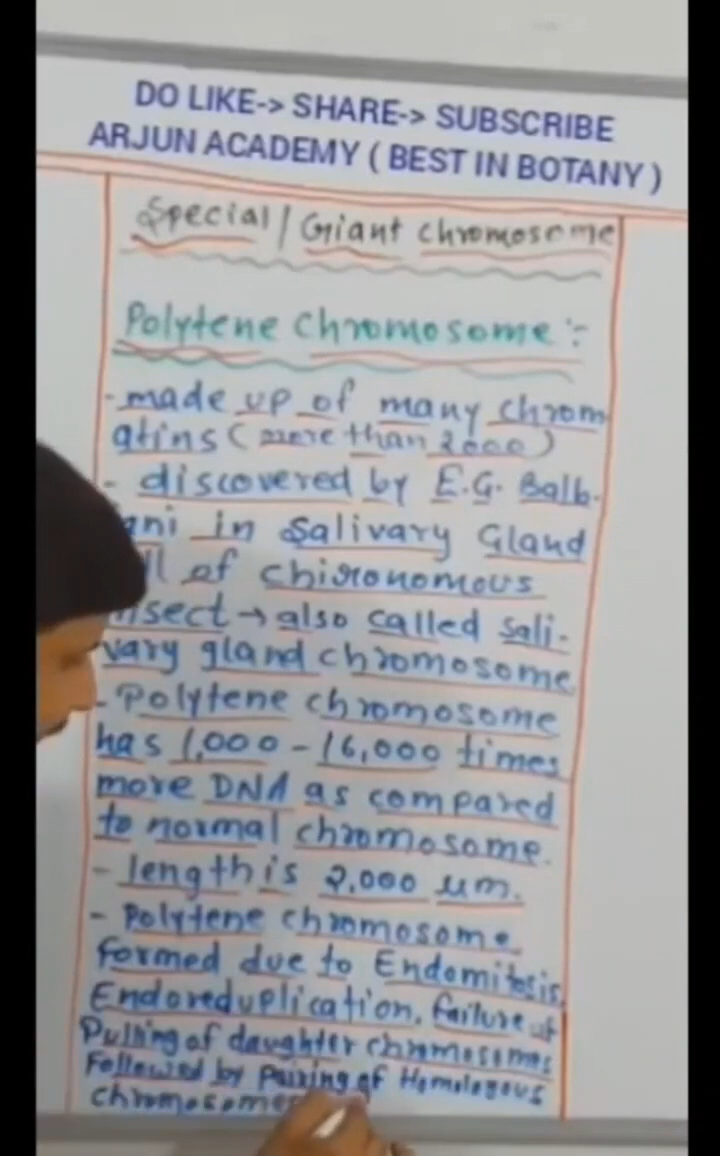 DO LIKE-> SHARE-> SUBSCRIBE
ARJUN ACADEMY ( BEST IN BOTANY )
Special / Giant chromosome
Polytene Chromosome :-
- made up of many chrom
atins ( more than 2000 )
- discovered by E.G. Balb-
iani in Salivary Gland
of chironomous
insect → also called Sali-
vary gland chromosome
- Polytene chromosome
has 1,000 - 16,000 times
more DNA as compared
to normal chromosome.
- length is 2,000 um.
- Polytene chromosome
formed due to Endomitosis,
Endoreduplication, failure of
Pulling of daughter chromosomes
Followed by Pairing of Homologous
chromosomes